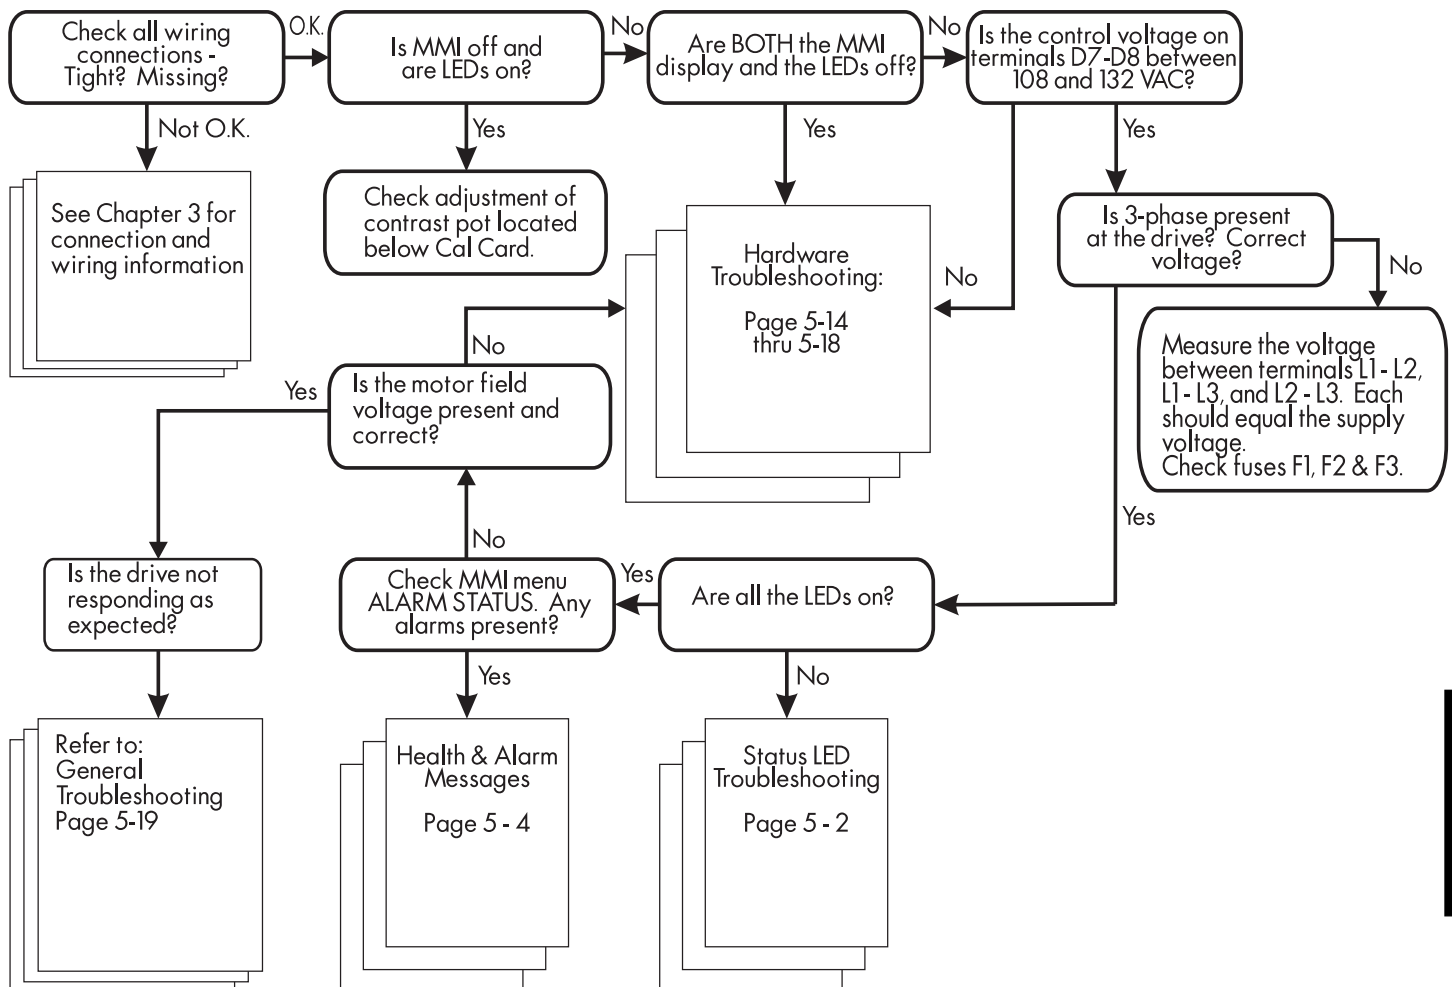 Check all wiring
connections -
Tight? Missing?
O.K.
Is MMI off and
are LEDs on?
No
Are BOTH the MMI
display and the LEDs off?
No
Is the control voltage on
terminals D7-D8 between
108 and 132 VAC?
Not O.K.
Yes
Yes
Yes
See Chapter 3 for
connection and
wiring information
Check adjustment of
contrast pot located
below Cal Card.
Hardware
Troubleshooting:
Page 5-14
thru 5-18
No
Is 3-phase present
at the drive? Correct
voltage?
No
Measure the voltage
between terminals L1 - L2,
L1 - L3, and L2 - L3. Each
should equal the supply
voltage.
Check fuses F1, F2 & F3.
No
Yes
Is the motor field
voltage present and
correct?
Yes
No
Is the drive not
responding as
expected?
Check MMI menu
ALARM STATUS. Any
alarms present?
Yes
Are all the LEDs on?
Yes
No
Refer to:
General
Troubleshooting
Page 5-19
Health & Alarm
Messages
Page 5 - 4
Status LED
Troubleshooting
Page 5 - 2